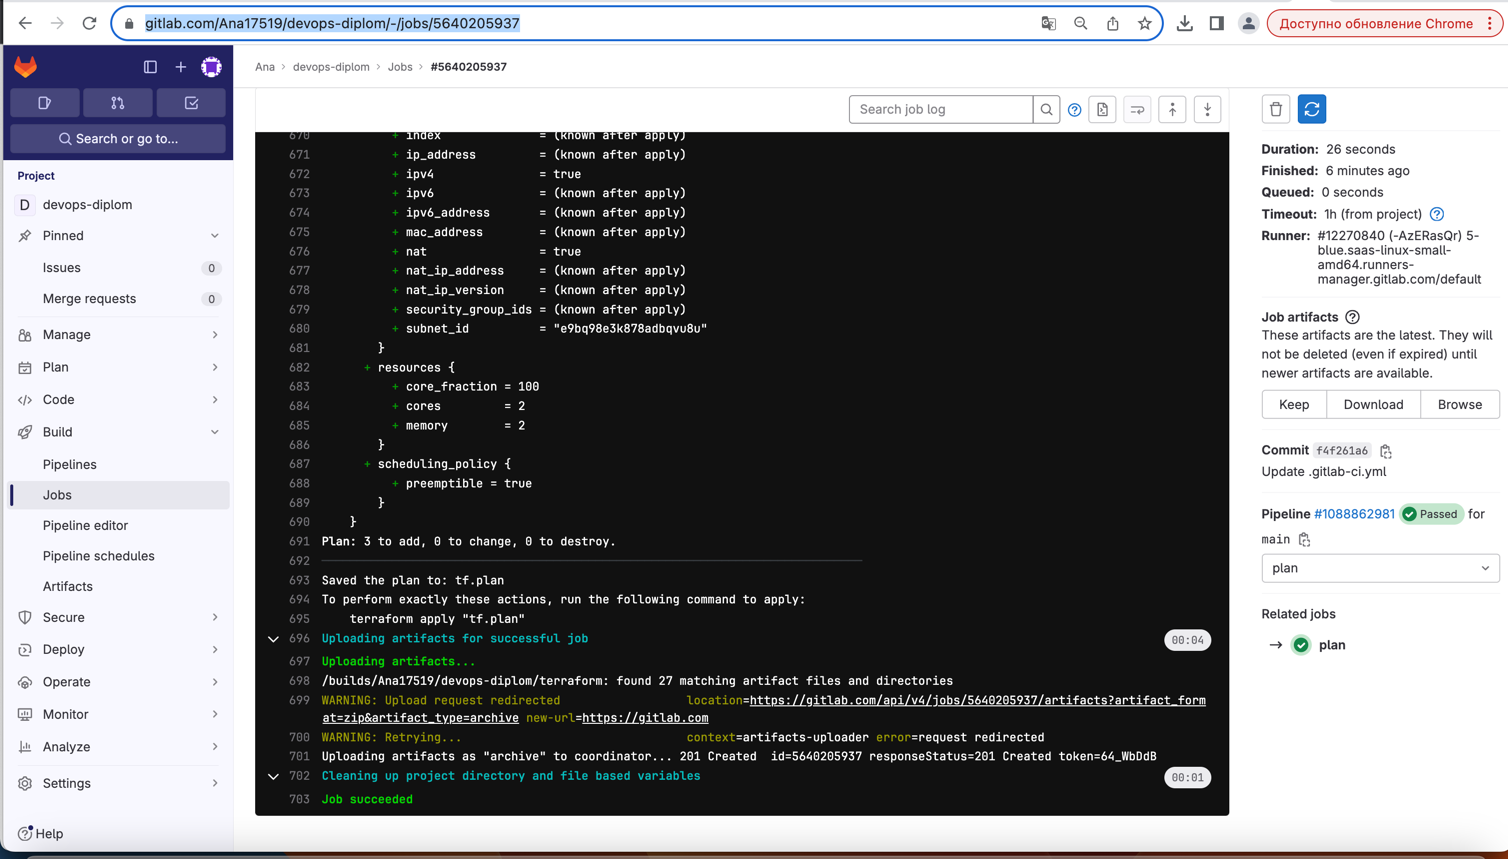 gitlab.com/Ana17519/devops-diplom/-/jobs/5640205937
Доступно обновление Chrome
Search or go to...
Project
D devops-diplom
Pinned
Issues 0
Merge requests 0
Manage
Plan
Code
Build
Pipelines
Jobs
Pipeline editor
Pipeline schedules
Artifacts
Secure
Deploy
Operate
Monitor
Analyze
Settings
Help
Ana > devops-diplom > Jobs > #5640205937
Search job log
670 + index = (known after apply)
671 + ip_address = (known after apply)
672 + ipv4 = true
673 + ipv6 = (known after apply)
674 + ipv6_address = (known after apply)
675 + mac_address = (known after apply)
676 + nat = true
677 + nat_ip_address = (known after apply)
678 + nat_ip_version = (known after apply)
679 + security_group_ids = (known after apply)
680 + subnet_id = "e9bq98e3k878adbqvu8u"
681 }
682 + resources {
683 + core_fraction = 100
684 + cores = 2
685 + memory = 2
686 }
687 + scheduling_policy {
688 + preemptible = true
689 }
690 }
691 Plan: 3 to add, 0 to change, 0 to destroy.
692
693 Saved the plan to: tf.plan
694 To perform exactly these actions, run the following command to apply:
695 terraform apply "tf.plan"
696 Uploading artifacts for successful job 00:04
697 Uploading artifacts...
698 /builds/Ana17519/devops-diplom/terraform: found 27 matching artifact files and directories
699 WARNING: Upload request redirected location=https://gitlab.com/api/v4/jobs/5640205937/artifacts?artifact_form
at=zip&artifact_type=archive new-url=https://gitlab.com
700 WARNING: Retrying... context=artifacts-uploader error=request redirected
701 Uploading artifacts as "archive" to coordinator... 201 Created id=5640205937 responseStatus=201 Created token=64_WbDdB
702 Cleaning up project directory and file based variables 00:01
703 Job succeeded
Duration: 26 seconds
Finished: 6 minutes ago
Queued: 0 seconds
Timeout: 1h (from project)
Runner: #12270840 (-AzERasQr) 5-
blue.saas-linux-small-
amd64.runners-
manager.gitlab.com/default
Job artifacts
These artifacts are the latest. They will
not be deleted (even if expired) until
newer artifacts are available.
Keep Download Browse
Commit f4f261a6
Update .gitlab-ci.yml
Pipeline #1088862981 Passed for
main
plan
Related jobs
→ plan